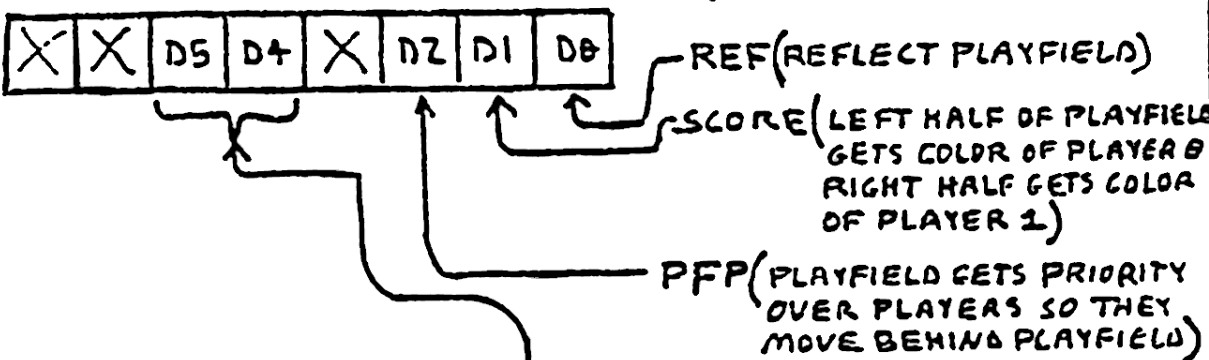 X X D5 D4 X D2 D1 D0
REF (REFLECT PLAYFIELD)
SCORE (LEFT HALF OF PLAYFIELD
GETS COLOR OF PLAYER 0
RIGHT HALF GETS COLOR
OF PLAYER 1)
PFP (PLAYFIELD GETS PRIORITY
OVER PLAYERS SO THEY
MOVE BEHIND PLAYFIELD)